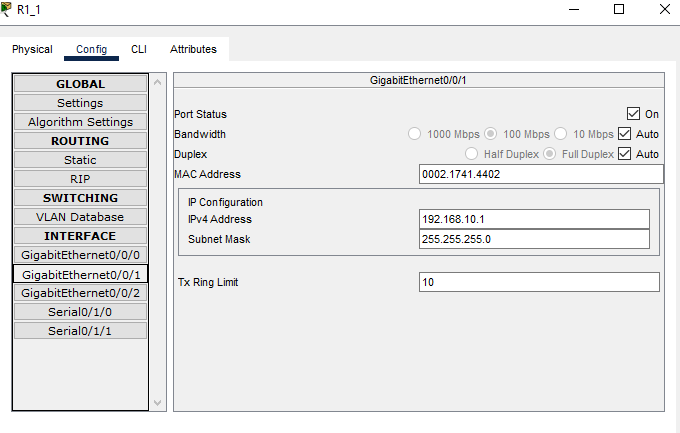 R1_1
Physical Config CLI Attributes
GLOBAL
Settings
Algorithm Settings
ROUTING
Static
RIP
SWITCHING
VLAN Database
INTERFACE
GigabitEthernet0/0/0
GigabitEthernet0/0/1
GigabitEthernet0/0/2
Serial0/1/0
Serial0/1/1
GigabitEthernet0/0/1
Port Status On
Bandwidth 1000 Mbps 100 Mbps 10 Mbps Auto
Duplex Half Duplex Full Duplex Auto
MAC Address 0002.1741.4402
IP Configuration
IPv4 Address 192.168.10.1
Subnet Mask 255.255.255.0
Tx Ring Limit 10